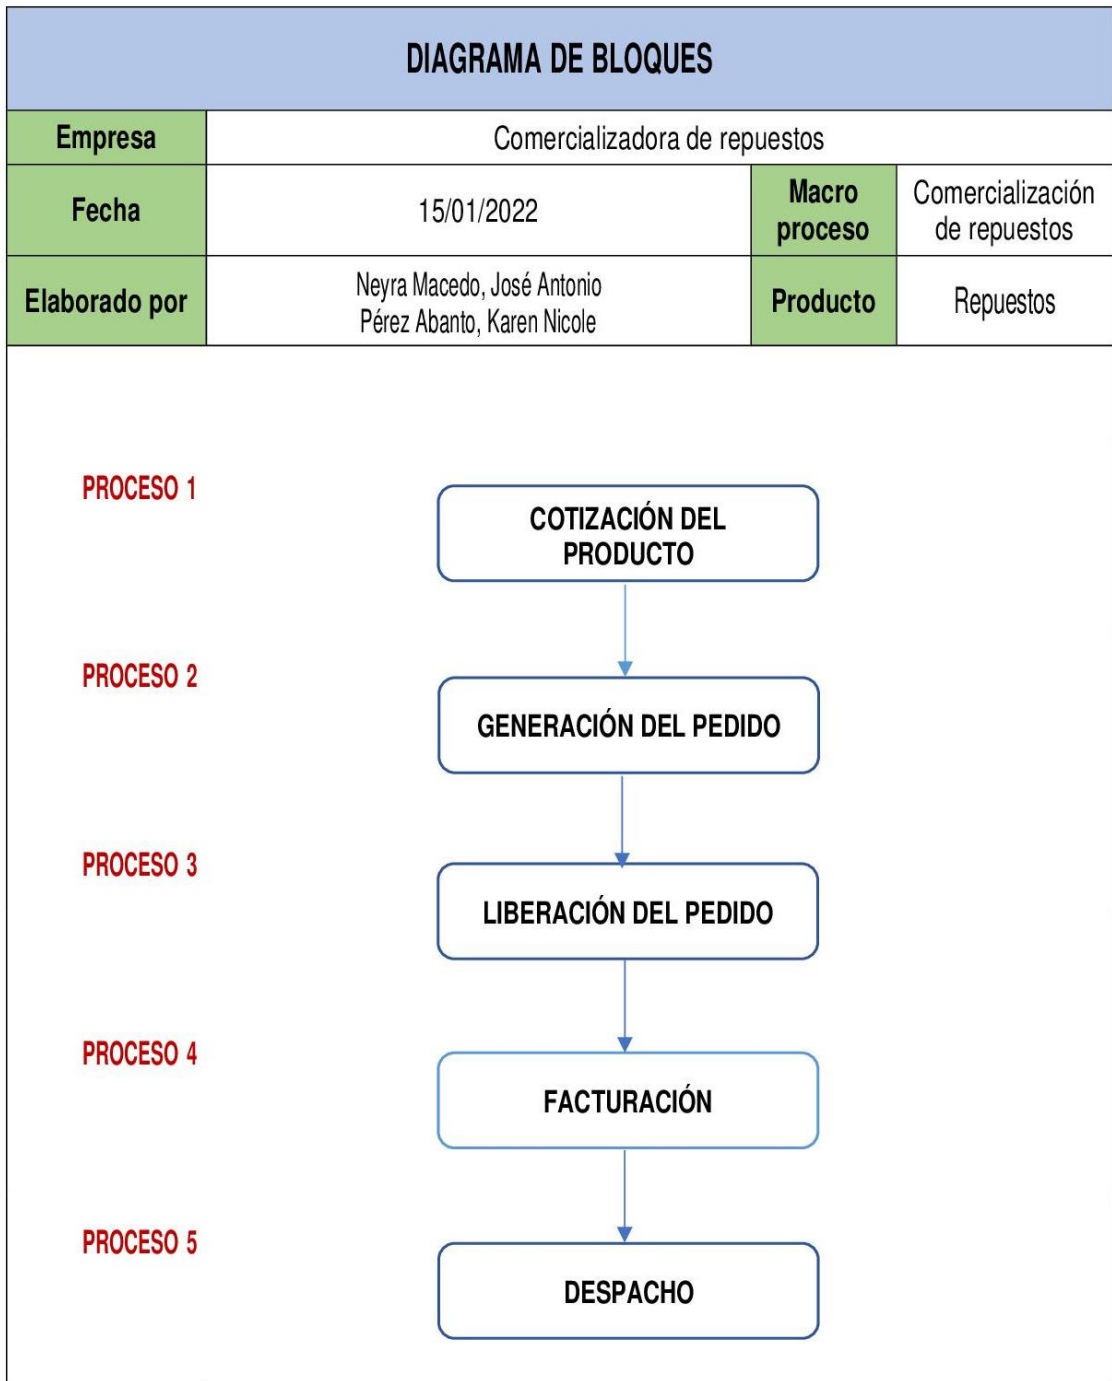 DIAGRAMA DE BLOQUES
Empresa
Comercializadora de repuestos
Fecha
15/01/2022
Macro
proceso
Comercialización
de repuestos
Elaborado por
Neyra Macedo, José Antonio
Pérez Abanto, Karen Nicole
Producto
Repuestos
PROCESO 1
COTIZACIÓN DEL
PRODUCTO
PROCESO 2
GENERACIÓN DEL PEDIDO
PROCESO 3
LIBERACIÓN DEL PEDIDO
PROCESO 4
FACTURACIÓN
PROCESO 5
DESPACHO